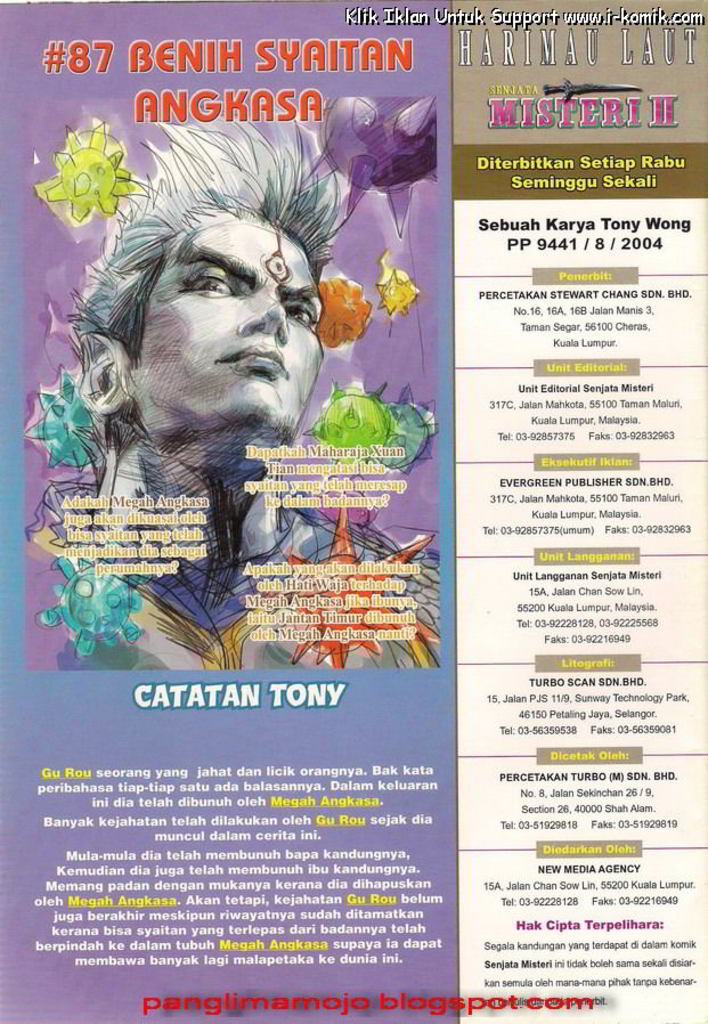 Klik Iklan Untuk Support www.i-komik.com
#87 BENIH SYAITAN
ANGKASA
Dapatkah Maharaja Xuan
Tian mengatasi bisa
syaitan yang telah meresap
ke dalam badannya?
Adakah Megah Angkasa
juga akan dikuasai oleh
bisa syaitan yang telah
menjadikan dia sebagai
perumahnya?
Apakah yang akan dilakukan
oleh Hati Waja terhadap
Megah Angkasa jika ibunya,
iaitu Jantan Timur dibunuh
oleh Megah Angkasa nanti?
CATATAN TONY
Gu Rou seorang yang jahat dan licik orangnya. Bak kata
peribahasa tiap-tiap satu ada balasannya. Dalam keluaran
ini dia telah dibunuh oleh Megah Angkasa.
Banyak kejahatan telah dilakukan oleh Gu Rou sejak dia
muncul dalam cerita ini.
Mula-mula dia telah membunuh bapa kandungnya,
Kemudian dia juga telah membunuh ibu kandungnya.
Memang padan dengan mukanya kerana dia dihapuskan
oleh Megah Angkasa. Akan tetapi, kejahatan Gu Rou belum
juga berakhir meskipun riwayatnya sudah ditamatkan
kerana bisa syaitan yang terlepas dari badannya telah
berpindah ke dalam tubuh Megah Angkasa supaya ia dapat
membawa banyak lagi malapetaka ke dunia ini.
HARIMAU LAUT
SENJATA
MISTERI II
Diterbitkan Setiap Rabu
Seminggu Sekali
Sebuah Karya Tony Wong
PP 9441 / 8 / 2004
Penerbit:
PERCETAKAN STEWART CHANG SDN. BHD.
No.16, 16A, 16B Jalan Manis 3,
Taman Segar, 56100 Cheras,
Kuala Lumpur.
Unit Editorial:
Unit Editorial Senjata Misteri
317C, Jalan Mahkota, 55100 Taman Maluri,
Kuala Lumpur, Malaysia.
Tel: 03-92857375 Faks: 03-92832963
Eksekutif Iklan:
EVERGREEN PUBLISHER SDN.BHD.
317C, Jalan Mahkota, 55100 Taman Maluri,
Kuala Lumpur, Malaysia.
Tel: 03-92857375(umum) Faks: 03-92832963
Unit Langganan:
Unit Langganan Senjata Misteri
15A, Jalan Chan Sow Lin,
55200 Kuala Lumpur, Malaysia.
Tel: 03-92228128, 03-92225568
Faks: 03-92216949
Litografi:
TURBO SCAN SDN.BHD.
15, Jalan PJS 11/9, Sunway Technology Park,
46150 Petaling Jaya, Selangor.
Tel: 03-56359538 Faks: 03-56359081
Dicetak Oleh:
PERCETAKAN TURBO (M) SDN. BHD.
No. 8, Jalan Sekinchan 26 / 9,
Section 26, 40000 Shah Alam.
Tel: 03-51929818 Faks: 03-51929819
Diedarkan Oleh:
NEW MEDIA AGENCY
15A, Jalan Chan Sow Lin, 55200 Kuala Lumpur.
Tel: 03-92228128 Faks: 03-92216949
Hak Cipta Terpelihara:
Segala kandungan yang terdapat di dalam komik
Senjata Misteri ini tidak boleh sama sekali disiar-
kan semula oleh mana-mana pihak tanpa kebenar-
penerbit.
panglimamojo.blogspot.com